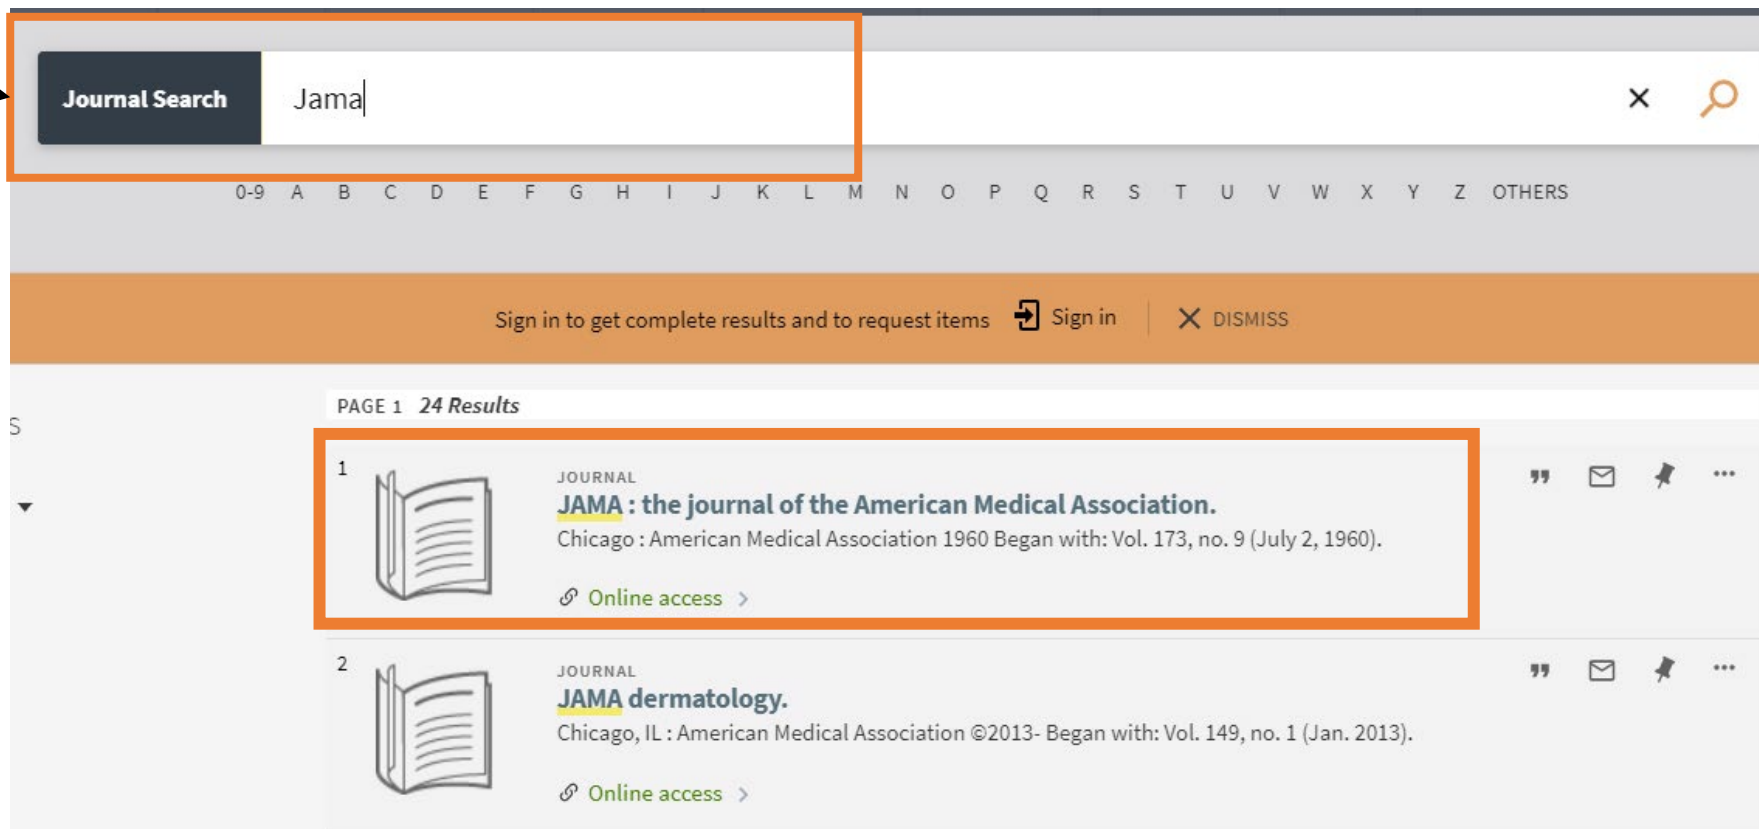 Journal Search Jama
0-9 A B C D E F G H I J K L M N O P Q R S T U V W X Y Z OTHERS
Sign in to get complete results and to request items Sign in DISMISS
S
PAGE 1 24 Results
1
JOURNAL
JAMA : the journal of the American Medical Association.
Chicago : American Medical Association 1960 Began with: Vol. 173, no. 9 (July 2, 1960).
Online access
2
JOURNAL
JAMA dermatology.
Chicago, IL : American Medical Association ©2013- Began with: Vol. 149, no. 1 (Jan. 2013).
Online access